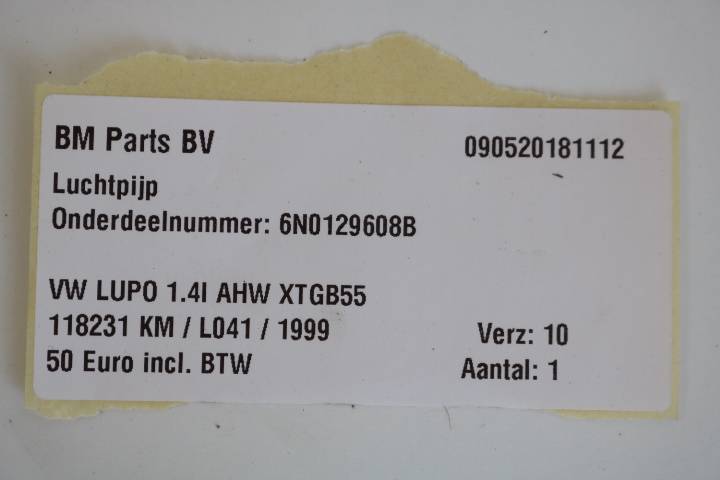 BM Parts BV 090520181112
Luchtpijp
Onderdeelnummer: 6N0129608B
VW LUPO 1.4I AHW XTGB55
118231 KM / L041 / 1999 Verz: 10
50 Euro incl. BTW Aantal: 1